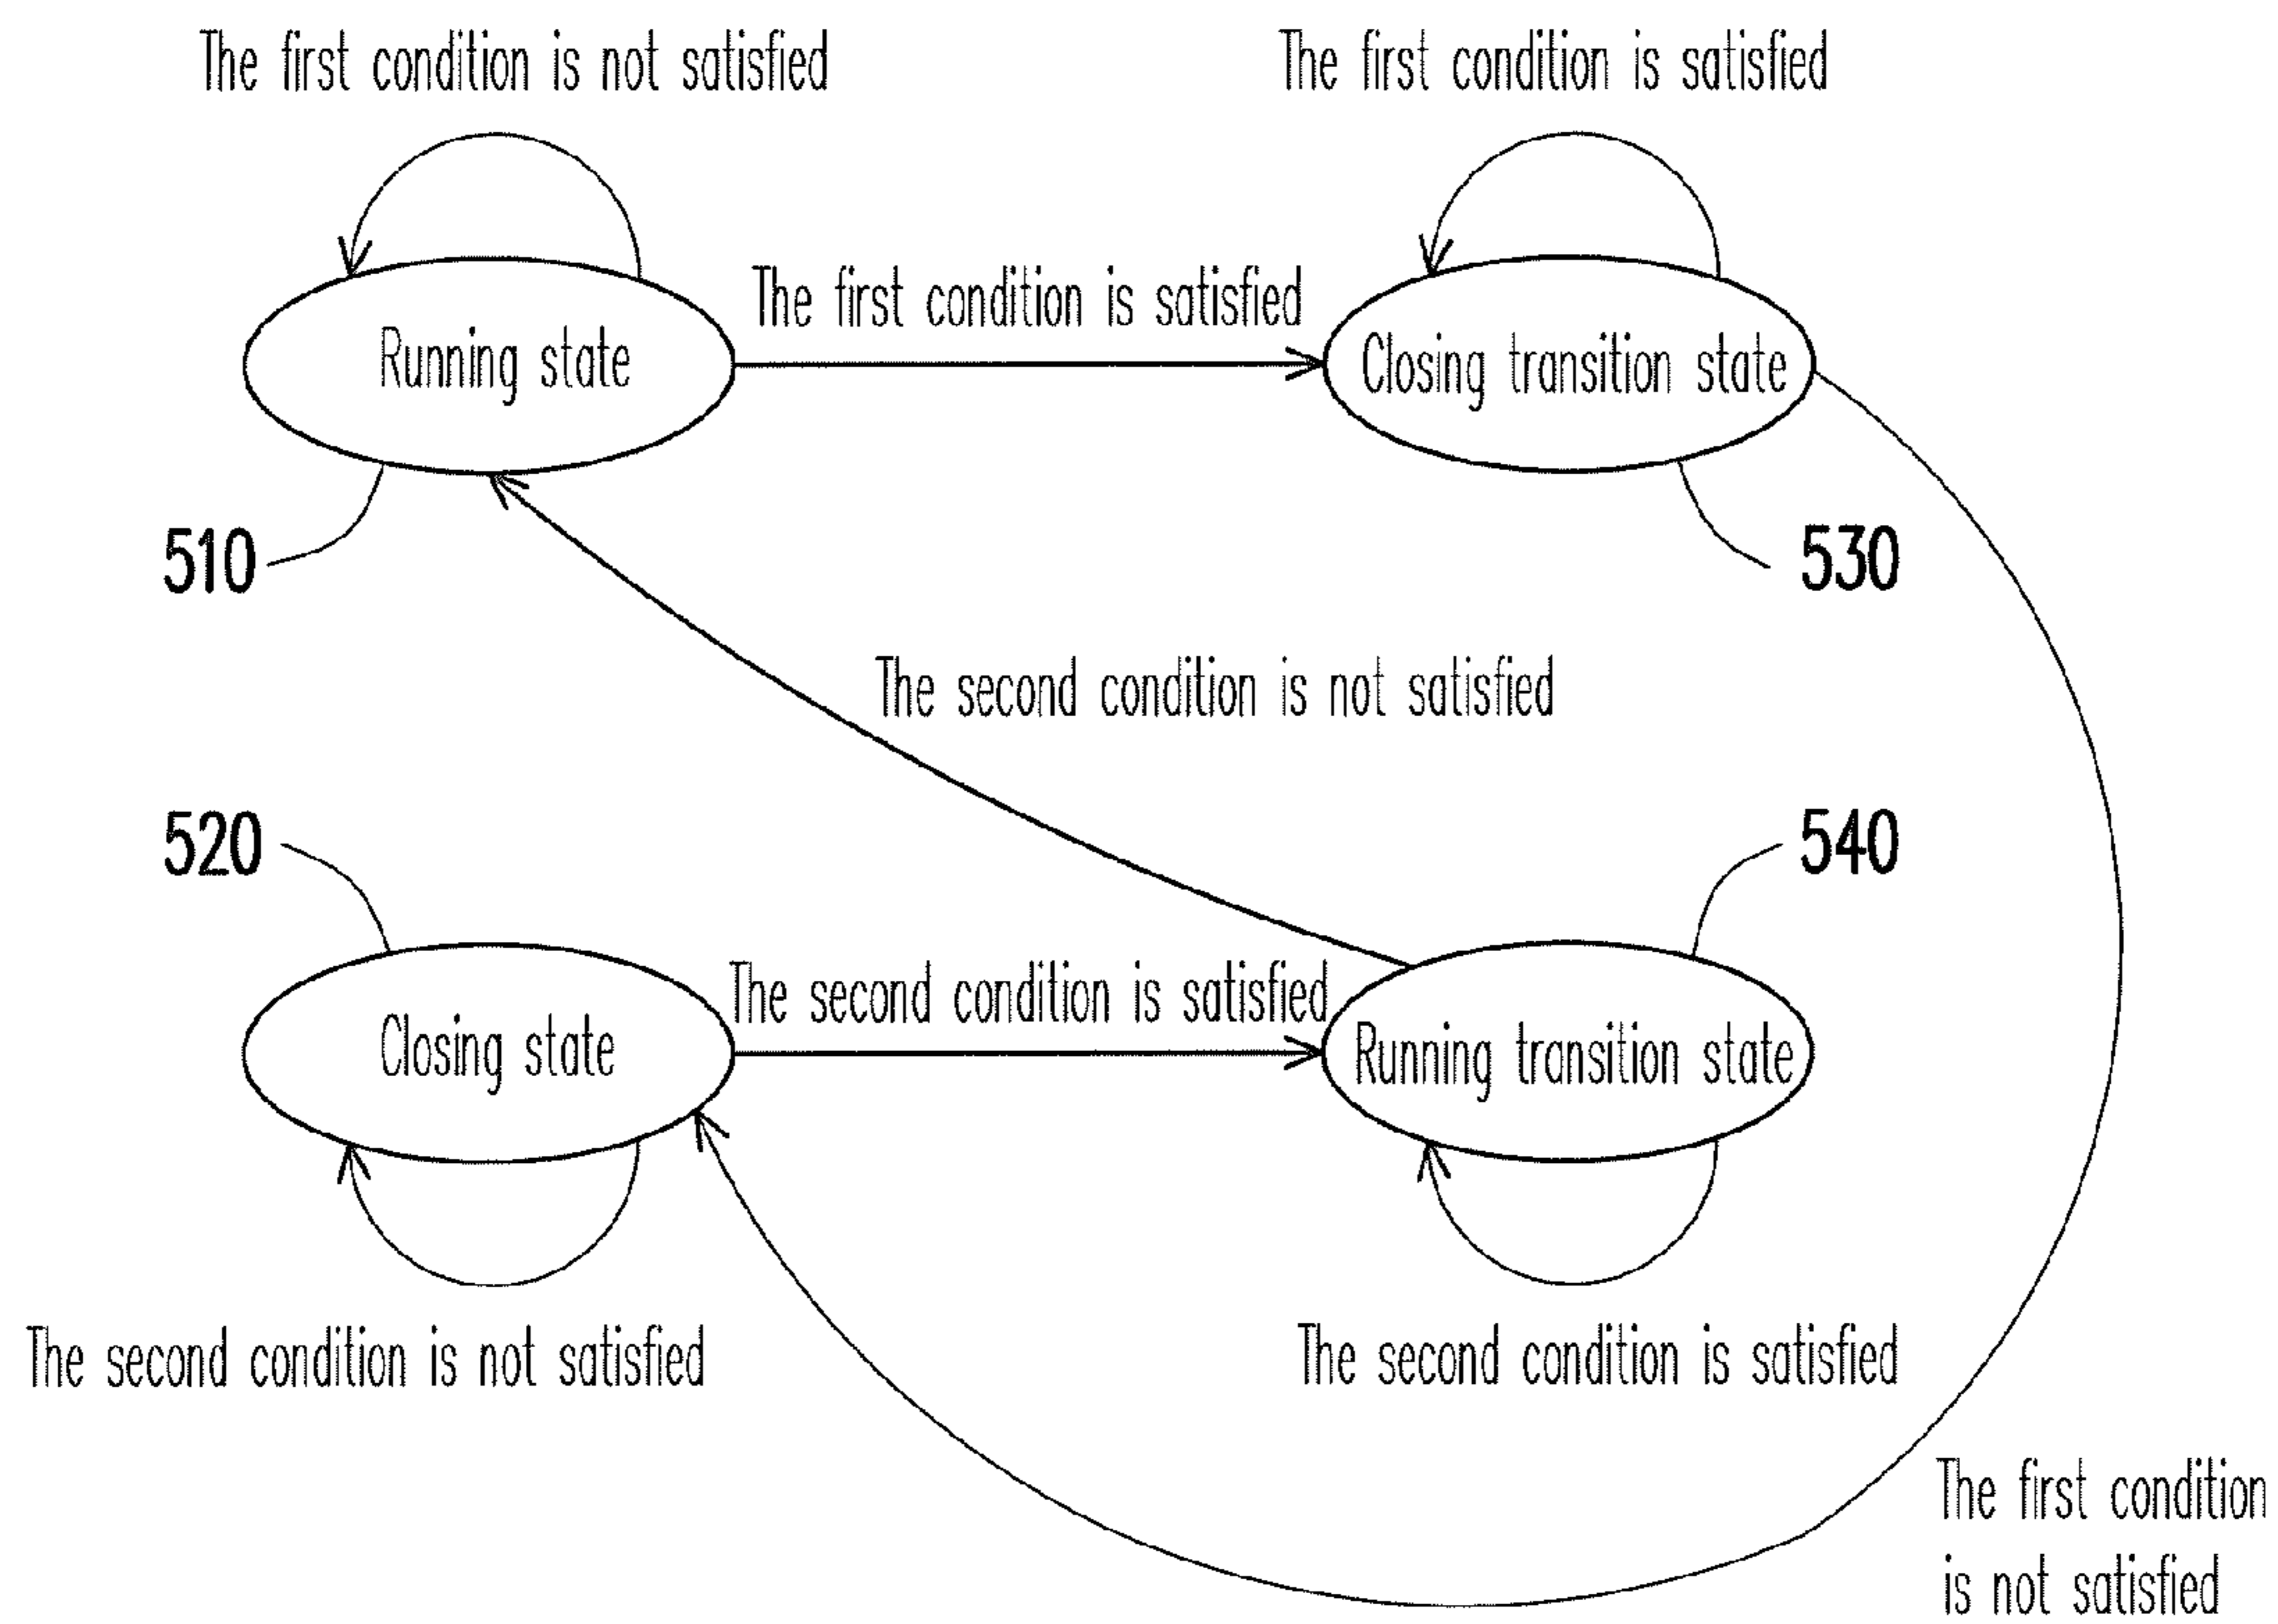 The first condition is not satisfied
The first condition is satisfied
The first condition is satisfied
Running state
Closing transition state
510
530
The second condition is not satisfied
520
540
The second condition is satisfied
Closing state
Running transition state
The second condition is not satisfied
The second condition is satisfied
The first condition
is not satisfied